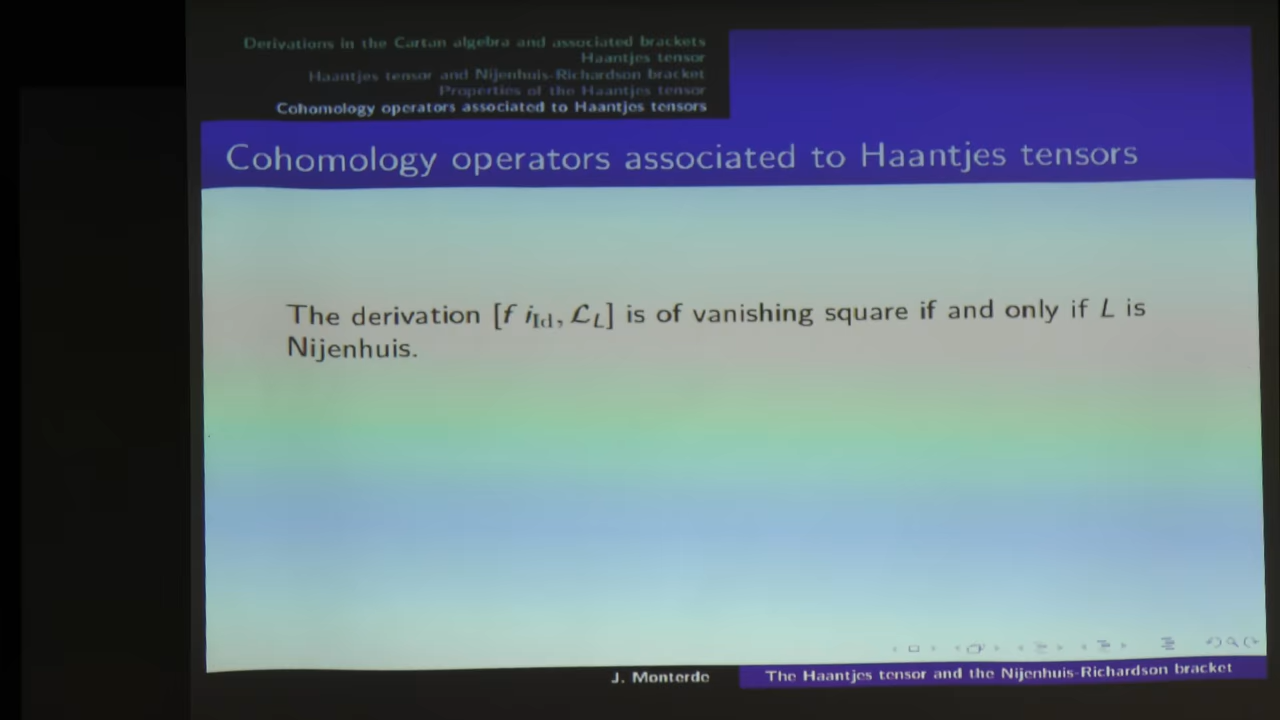 Derivations in the Cartan algebra and associated brackets
Haantjes tensor
Haantjes tensor and Nijenhuis-Richardson bracket
Properties of the Haantjes tensor
Cohomology operators associated to Haantjes tensors
Cohomology operators associated to Haantjes tensors
The derivation [f i_Id, ℒ_L] is of vanishing square if and only if L is
Nijenhuis.
J. Monterde
The Haantjes tensor and the Nijenhuis-Richardson bracket